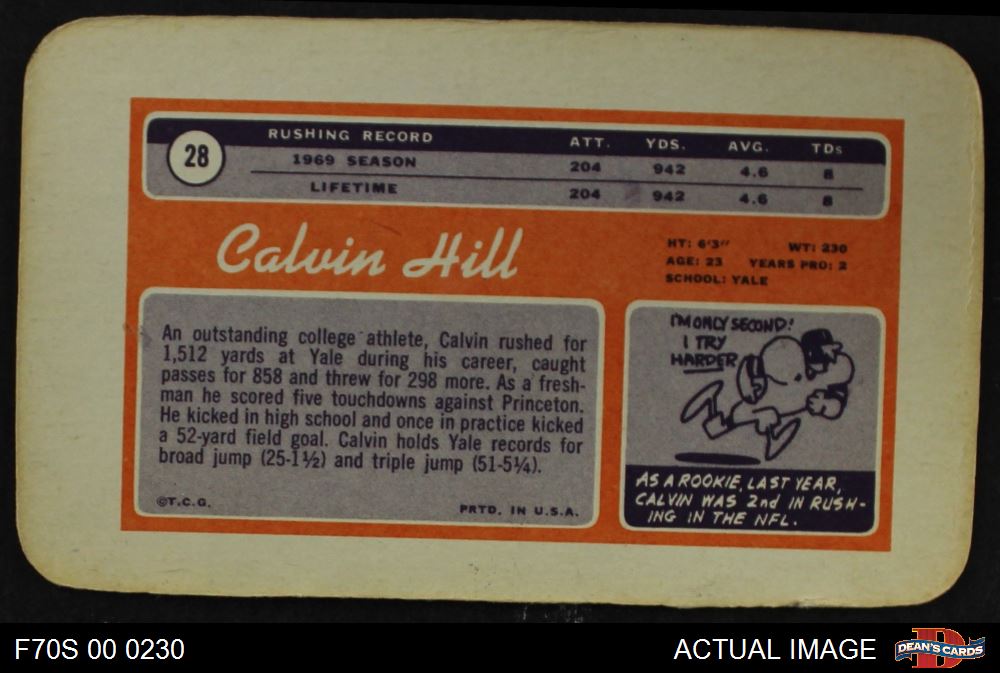 28
RUSHING RECORD ATT. YDS. AVG. TDs
1969 SEASON 204 942 4.6 8
LIFETIME 204 942 4.6 8
Calvin Hill
HT: 6'3" WT: 230
AGE: 23 YEARS PRO: 2
SCHOOL: YALE
An outstanding college athlete, Calvin rushed for
1,512 yards at Yale during his career, caught
passes for 858 and threw for 298 more. As a fresh-
man he scored five touchdowns against Princeton.
He kicked in high school and once in practice kicked
a 52-yard field goal. Calvin holds Yale records for
broad jump (25-1½) and triple jump (51-5¼).
©T.C.G. PRTD. IN U.S.A.
I'M ONLY SECOND!
I TRY
HARDER
AS A ROOKIE, LAST YEAR,
CALVIN WAS 2nd IN RUSH-
ING IN THE NFL.
F70S 00 0230 ACTUAL IMAGE
D
DEAN'S CARDS